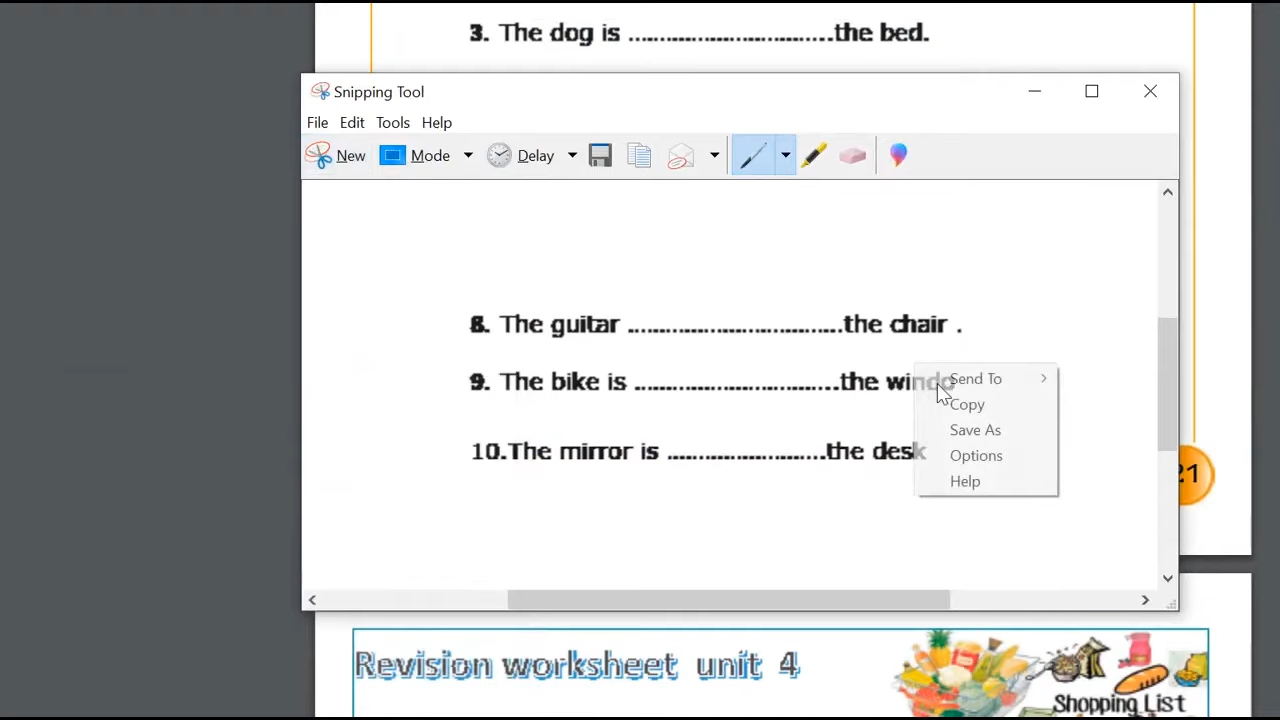 3. The dog is ................................the bed.
Snipping Tool
File Edit Tools Help
New Mode Delay
8. The guitar ..................................the chair .
9. The bike is ................................the windo
Send To
Copy
10.The mirror is .........................the desk
Save As
Options
Help
21
Revision worksheet unit 4
Shopping List